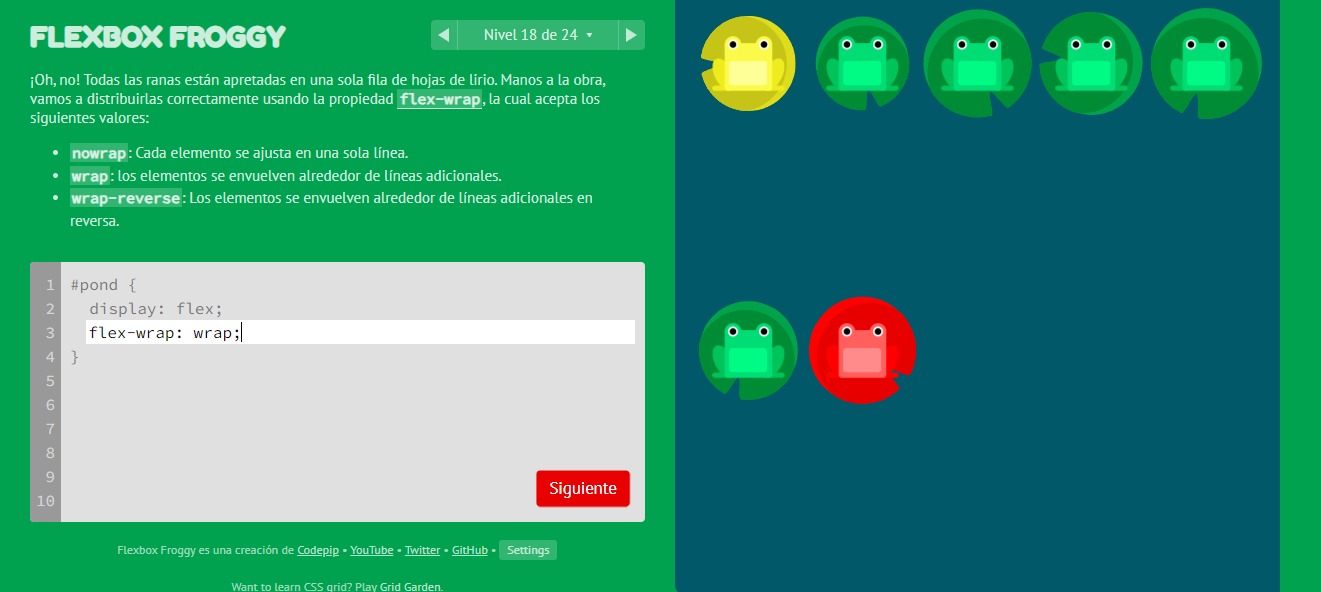 FLEXBOX FROGGY
Nivel 18 de 24
¡Oh, no! Todas las ranas están apretadas en una sola fila de hojas de lirio. Manos a la obra,
vamos a distribuirlas correctamente usando la propiedad flex-wrap, la cual acepta los
siguientes valores:
• nowrap: Cada elemento se ajusta en una sola línea.
• wrap: los elementos se envuelven alrededor de líneas adicionales.
• wrap-reverse: Los elementos se envuelven alrededor de líneas adicionales en
reversa.
1 #pond {
2 display: flex;
3 flex-wrap: wrap;
4 }
5
6
7
8
9
10
Siguiente
Flexbox Froggy es una creación de Codepip • YouTube • Twitter • GitHub • Settings
Want to learn CSS grid? Play Grid Garden.